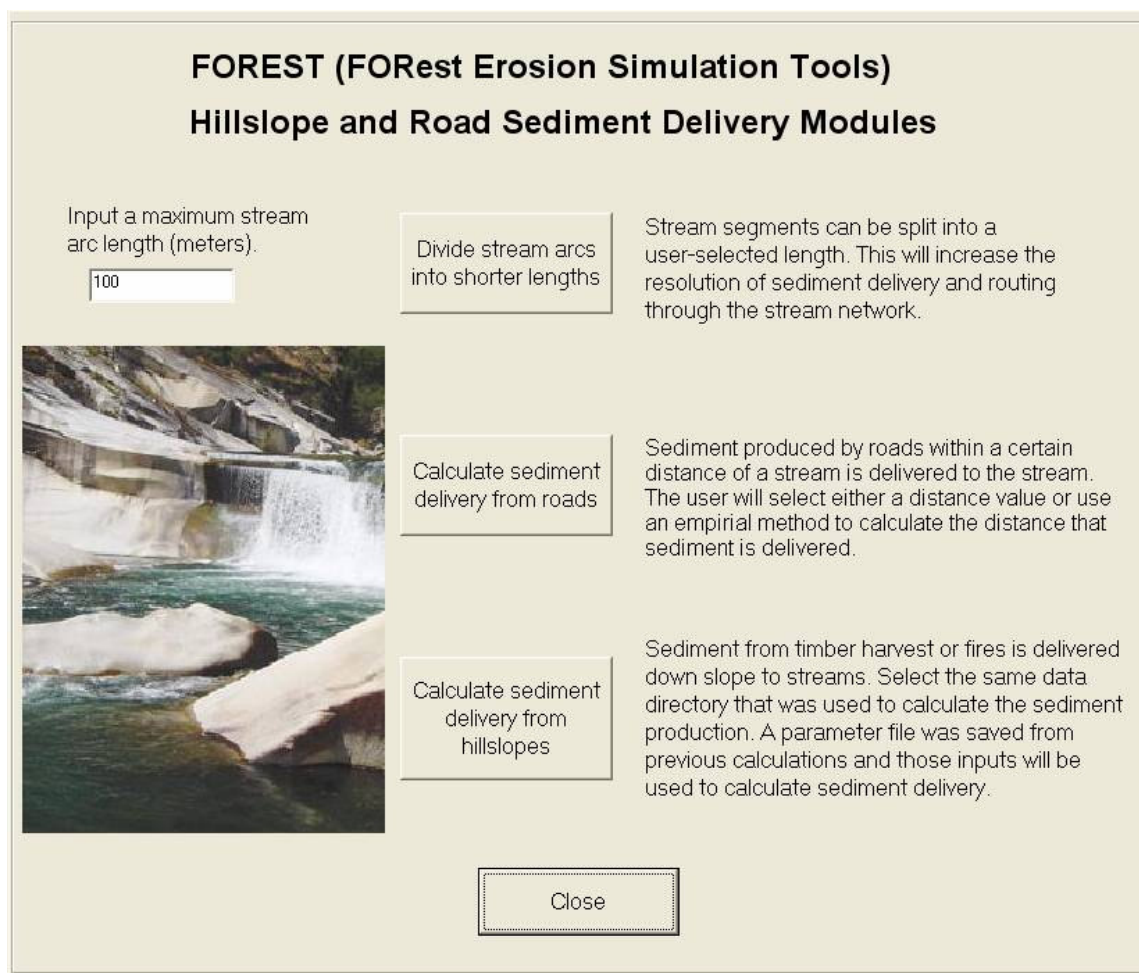 FOREST (FORest Erosion Simulation Tools)
Hillslope and Road Sediment Delivery Modules
Input a maximum stream
arc length (meters).
100
Divide stream arcs
into shorter lengths
Stream segments can be split into a
user-selected length. This will increase the
resolution of sediment delivery and routing
through the stream network.
Calculate sediment
delivery from roads
Sediment produced by roads within a certain
distance of a stream is delivered to the stream.
The user will select either a distance value or use
an empirial method to calculate the distance that
sediment is delivered.
Calculate sediment
delivery from
hillslopes
Sediment from timber harvest or fires is delivered
down slope to streams. Select the same data
directory that was used to calculate the sediment
production. A parameter file was saved from
previous calculations and those inputs will be
used to calculate sediment delivery.
Close